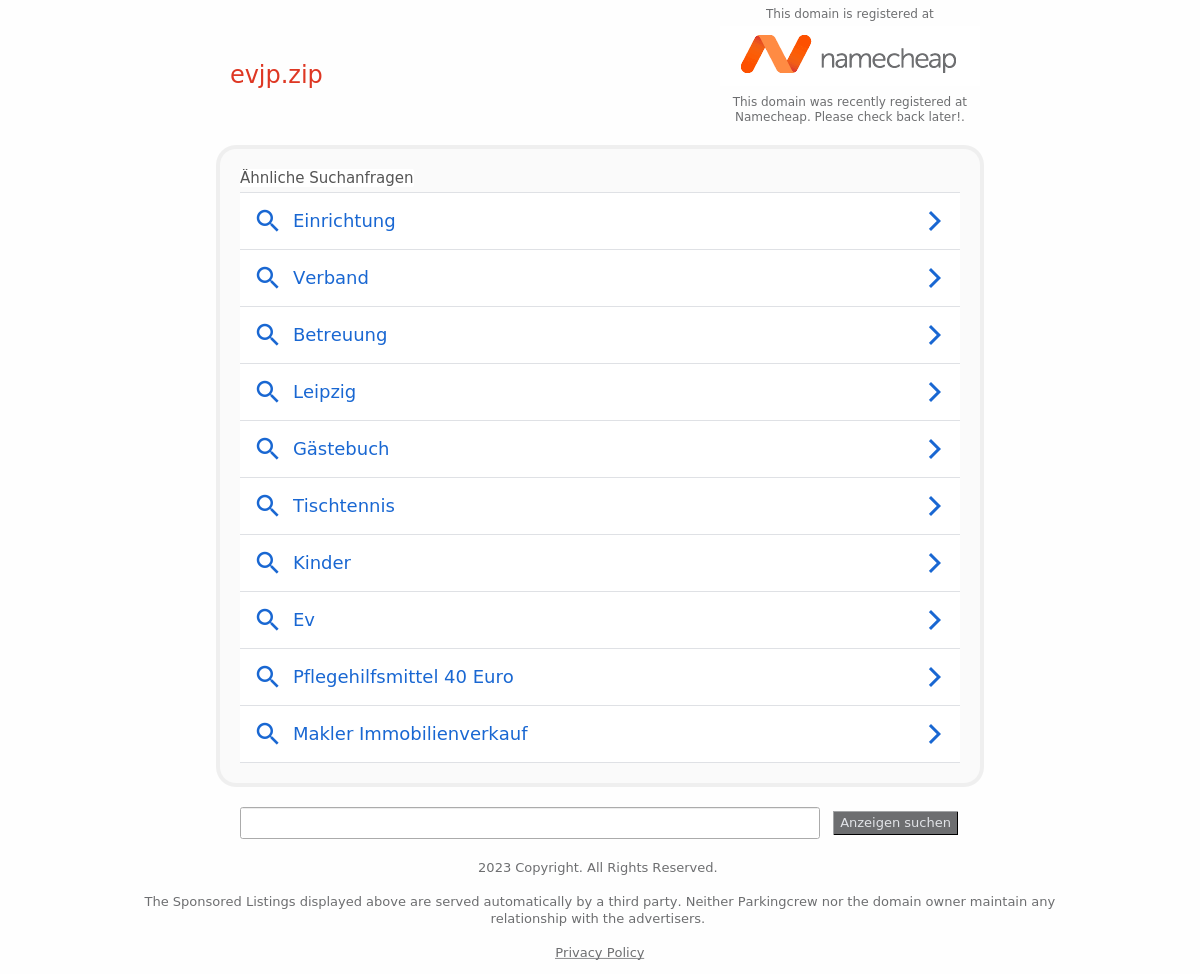 This domain is registered at
namecheap
evjp.zip
This domain was recently registered at
Namecheap. Please check back later!.
Ähnliche Suchanfragen
Einrichtung
Verband
Betreuung
Leipzig
Gästebuch
Tischtennis
Kinder
Ev
Pflegehilfsmittel 40 Euro
Makler Immobilienverkauf
Anzeigen suchen
2023 Copyright. All Rights Reserved.
The Sponsored Listings displayed above are served automatically by a third party. Neither Parkingcrew nor the domain owner maintain any
relationship with the advertisers.
Privacy Policy